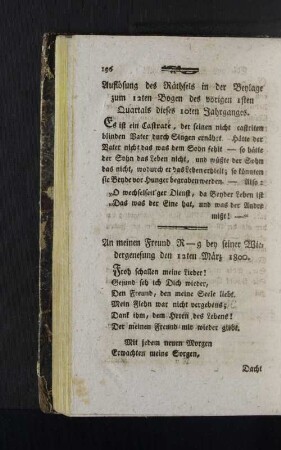 196
Auflösung des Räthsels in der Beylage
zum 12ten Bogen des vorigen 1sten
Quartals dieses 10ten Jahrganges.
Es ist ein Castrate, der seinen nicht castrirten
blinden Vater durch Singen ernährt. Hätte der
Vater nicht das was dem Sohn fehlt — so hätte
der Sohn das Leben nicht, und wüßte der Sohn
das nicht, wodurch er das Leben erhielt; so könnten
sie Beyde vor Hunger begraben werden. — Also:
O wechselseit'ger Dienst, da Beyder Leben ist
Das was der Eine hat, und was der Andre
mißt! —
An meinen Freund R—g bey seiner Wie-
dergenesung den 12ten März 1800.
Froh schallen meine Lieder!
Gesund seh ich Dich wieder,
Den Freund, den meine Seele liebt.
Mein Flehn war nicht vergebens;
Dank ihm, dem Herrn des Lebens!
Der meinen Freund mir wieder giebt.
Mit jedem neuen Morgen
Erwachten meine Sorgen,
Dacht